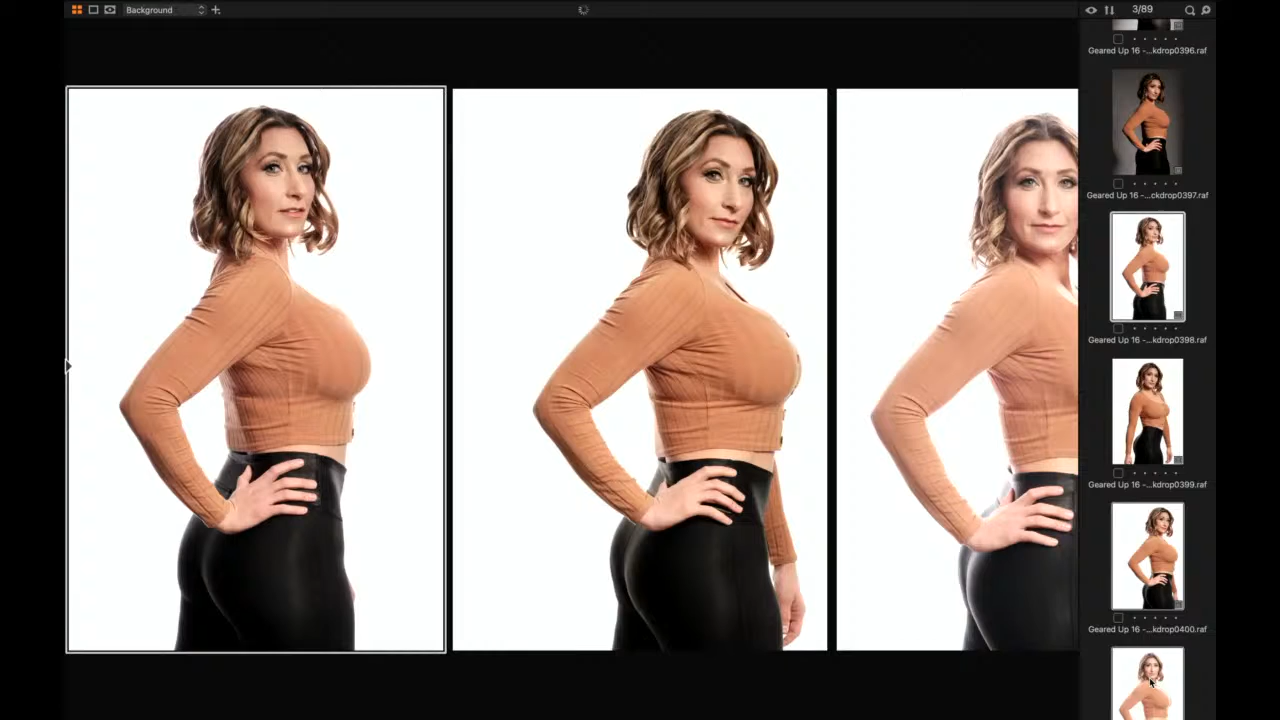 Background
3/89
Geared Up 16 -...kdrop0396.raf
Geared Up 16 -...ckdrop0397.raf
Geared Up 16 -...kdrop0398.raf
Geared Up 16 -...kdrop0399.raf
Geared Up 16 -...kdrop0400.raf